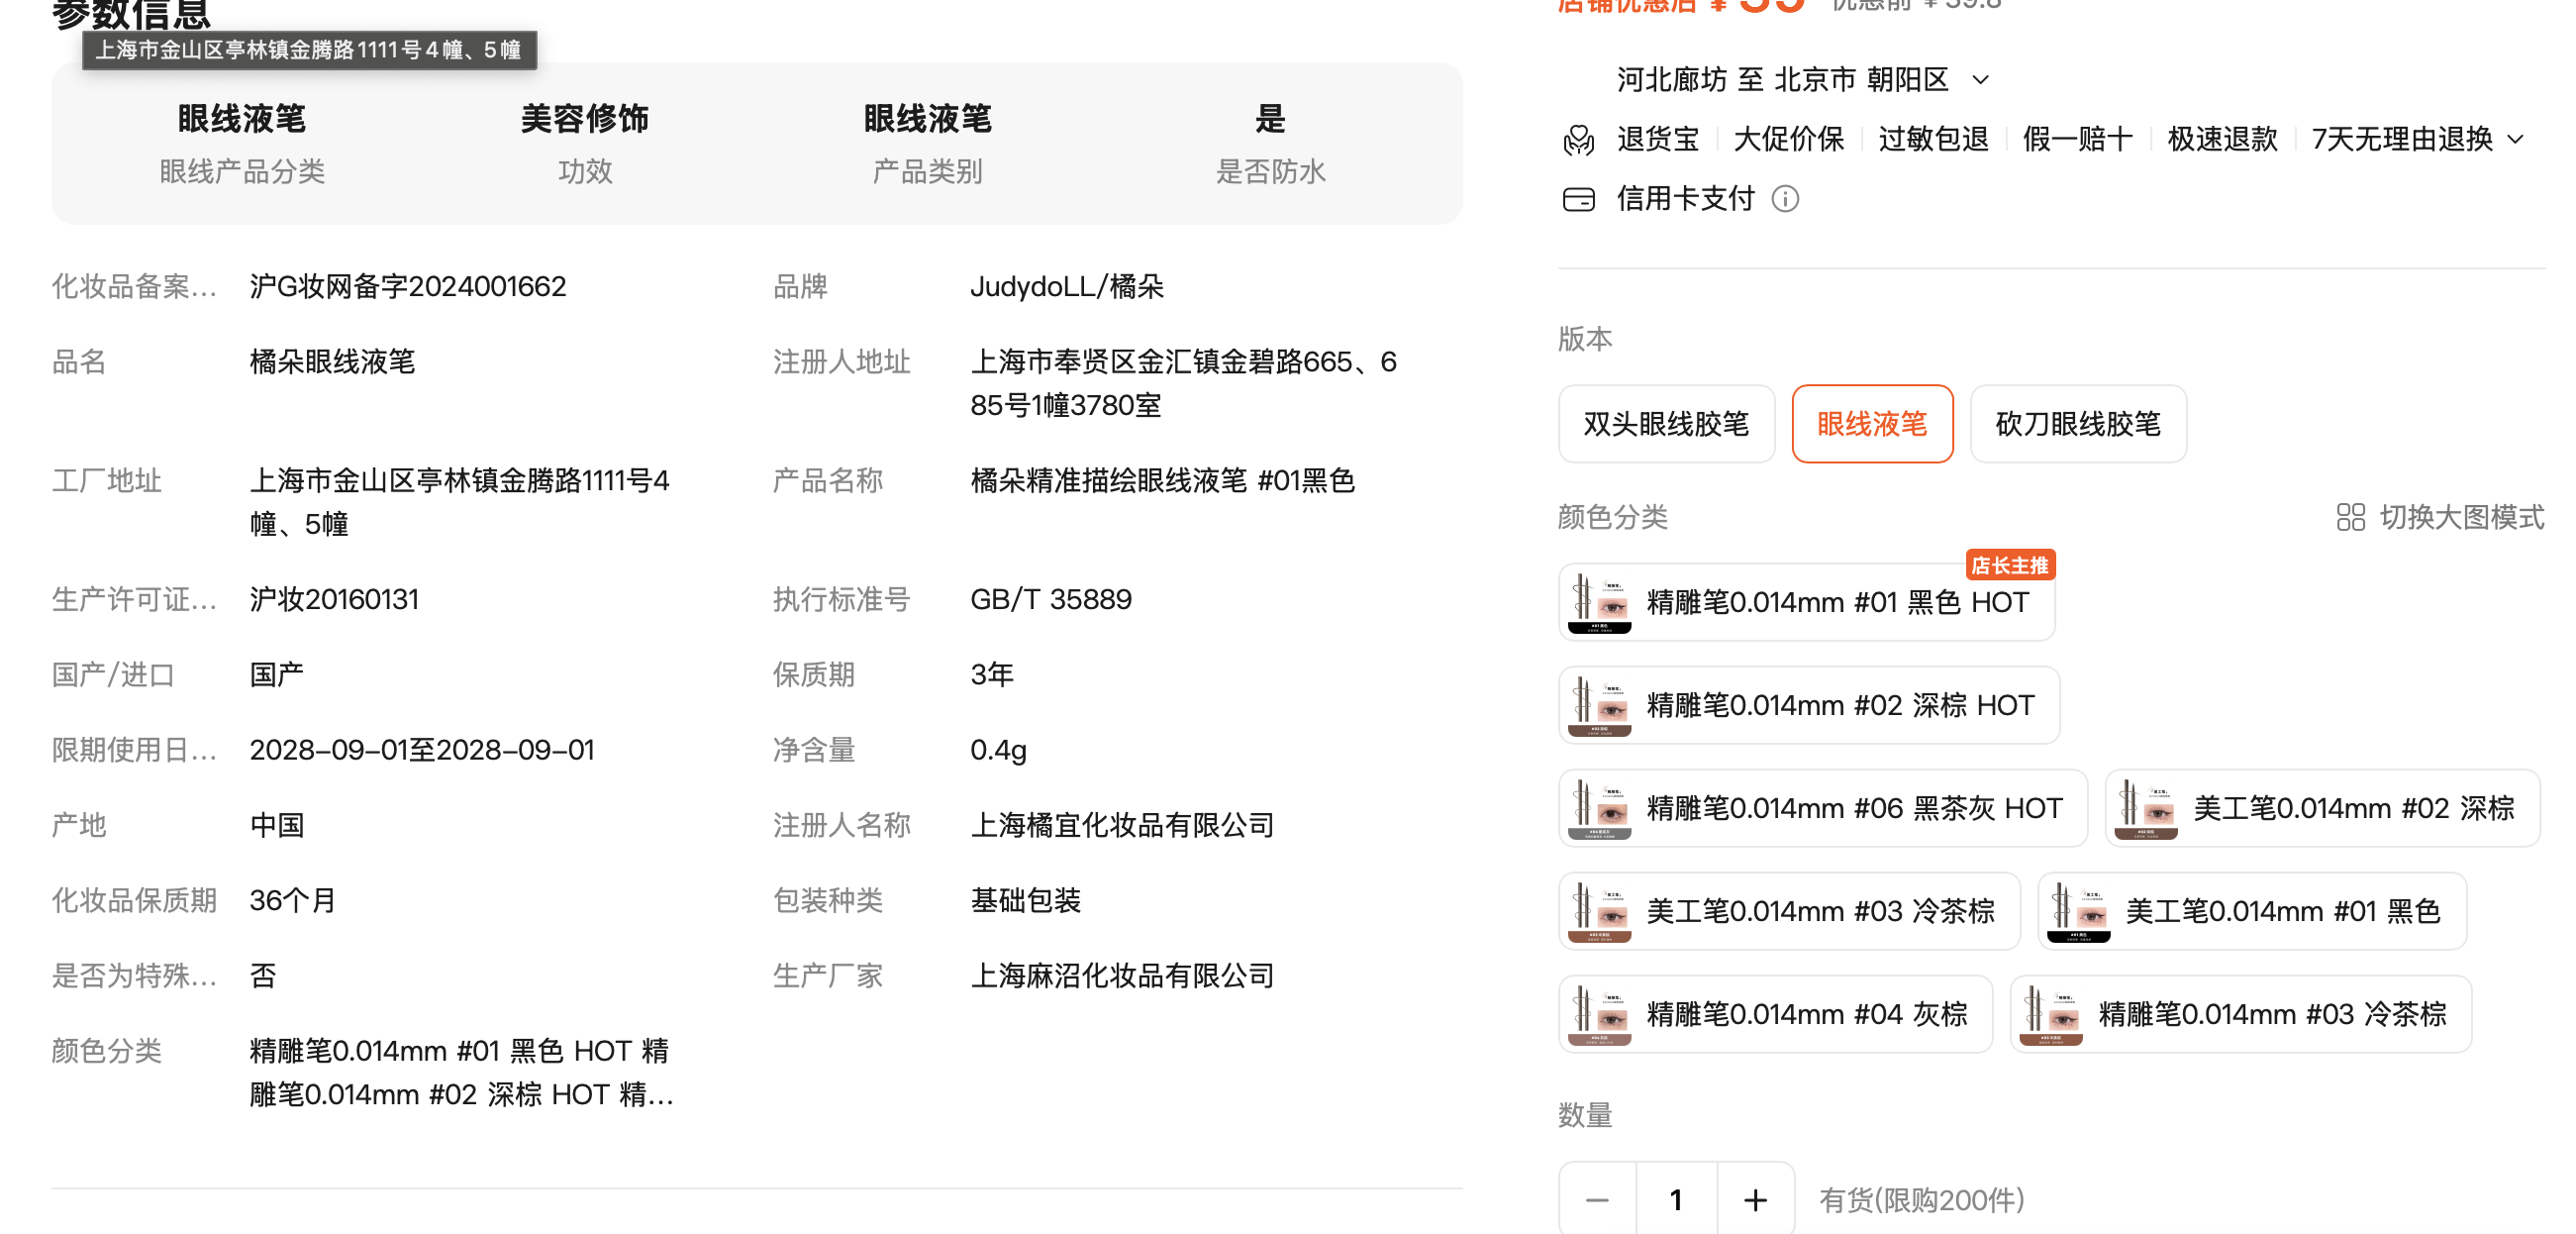 参数信息
上海市金山区亭林镇金腾路1111号4幢、5幢
眼线液笔
眼线产品分类
美容修饰
功效
眼线液笔
产品类别
是
是否防水
化妆品备案...
沪G妆网备字2024001662
品牌
JudydoLL/橘朵
品名
橘朵眼线液笔
注册人地址
上海市奉贤区金汇镇金碧路665、6
85号1幢3780室
工厂地址
上海市金山区亭林镇金腾路1111号4
幢、5幢
产品名称
橘朵精准描绘眼线液笔 #01黑色
生产许可证...
沪妆20160131
执行标准号
GB/T 35889
国产/进口
国产
保质期
3年
限期使用日...
2028-09-01至2028-09-01
净含量
0.4g
产地
中国
注册人名称
上海橘宜化妆品有限公司
化妆品保质期
36个月
包装种类
基础包装
是否为特殊...
否
生产厂家
上海麻沼化妆品有限公司
颜色分类
精雕笔0.014mm #01 黑色 HOT 精
雕笔0.014mm #02 深棕 HOT 精...
店铺优惠后 ¥35 优惠前 ¥39.8
河北廊坊 至 北京市 朝阳区
退货宝 大促价保 过敏包退 假一赔十 极速退款 7天无理由退换
信用卡支付
版本
双头眼线胶笔
眼线液笔
砍刀眼线胶笔
颜色分类
切换大图模式
店长主推
精雕笔0.014mm #01 黑色 HOT
精雕笔0.014mm #02 深棕 HOT
精雕笔0.014mm #06 黑茶灰 HOT
美工笔0.014mm #02 深棕
美工笔0.014mm #03 冷茶棕
美工笔0.014mm #01 黑色
精雕笔0.014mm #04 灰棕
精雕笔0.014mm #03 冷茶棕
数量
1
有货(限购200件)